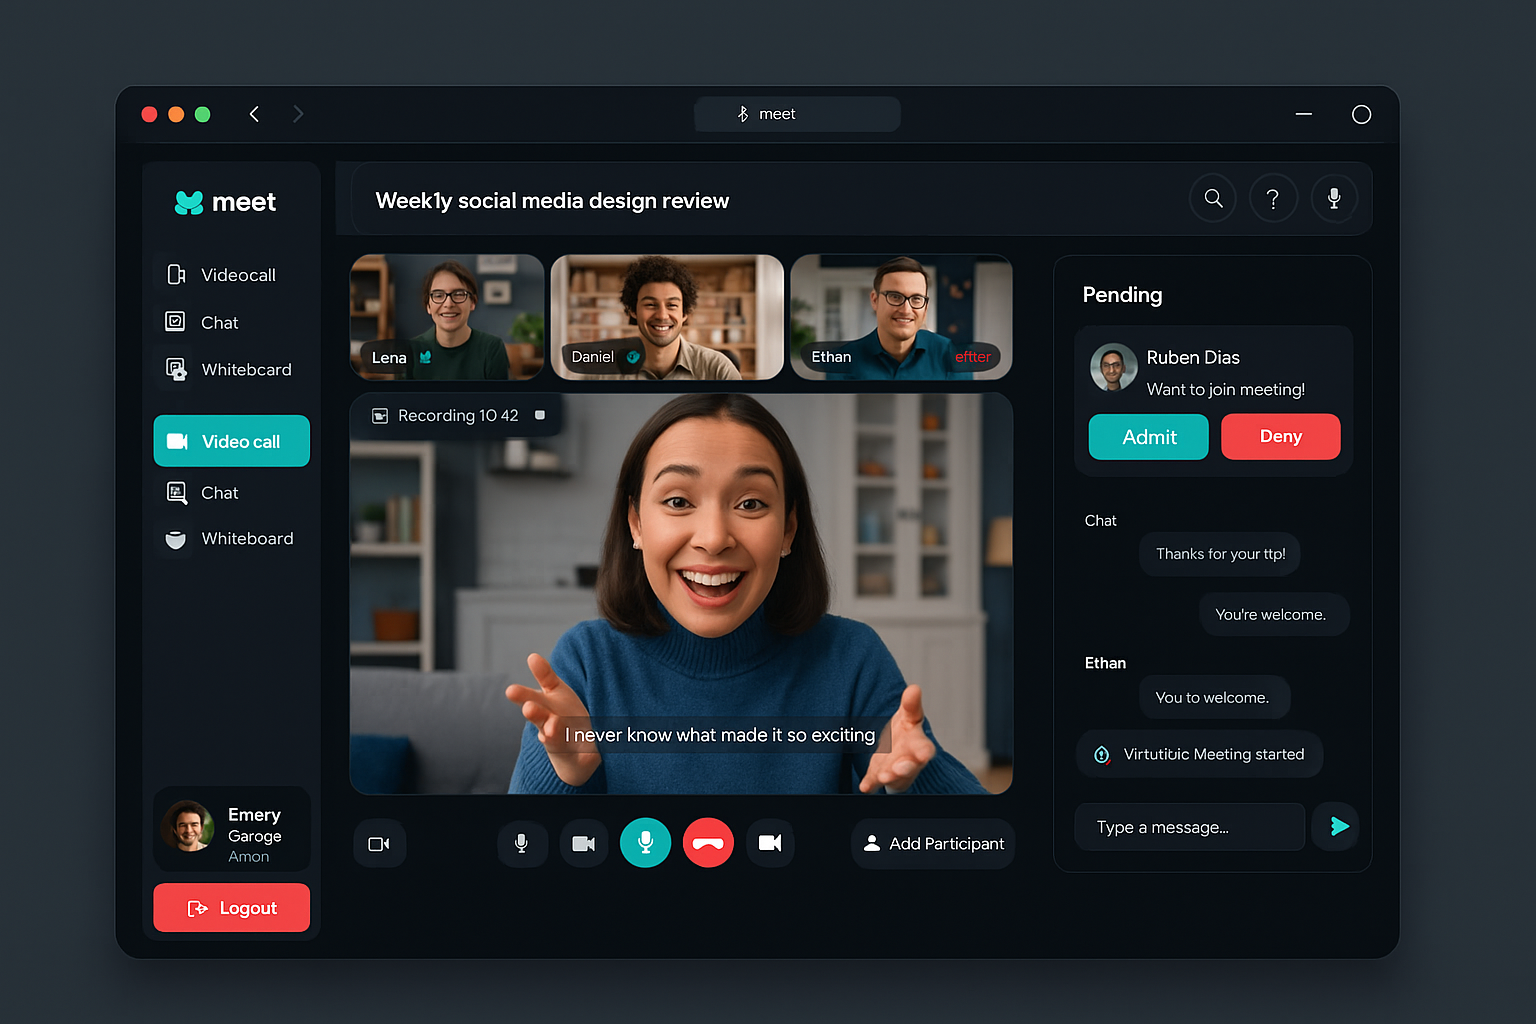 meet
meet
Week1y social media design review
Videocall
Chat
Whitebcard
Video call
Chat
Whiteboard
Emery
Garoge
Amon
Logout
Lena
Daniel
Ethan
eftter
Recording 10 42
I never know what made it so exciting
Add Participant
Pending
Ruben Dias
Want to join meeting!
Admit
Deny
Chat
Thanks for your ttp!
You're welcome.
Ethan
You to welcome.
Virtutibic Meeting started
Type a message...